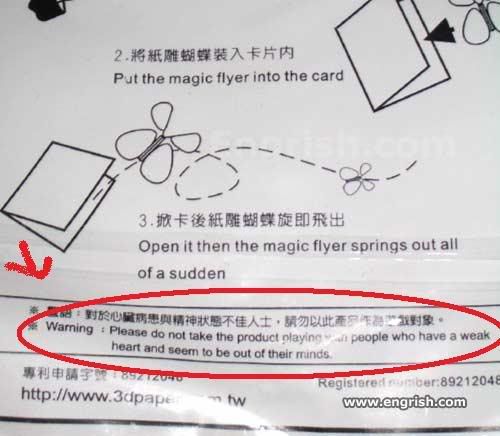 2.將紙雕蝴蝶裝入卡片內
Put the magic flyer into the card
Engrish.com
3.掀卡後紙雕蝴蝶旋即飛出
Open it then the magic flyer springs out all
of a sudden
※ 警語：對於心臟病患與精神狀態不佳人士，請勿以此產品作為遊戲對象。
※ Warning : Please do not take the product playing with people who have a weak
heart and seem to be out of their minds.
專利申請字號：89212048 Registered number:89212048
http://www.3dpaper.com.tw
www.engrish.com